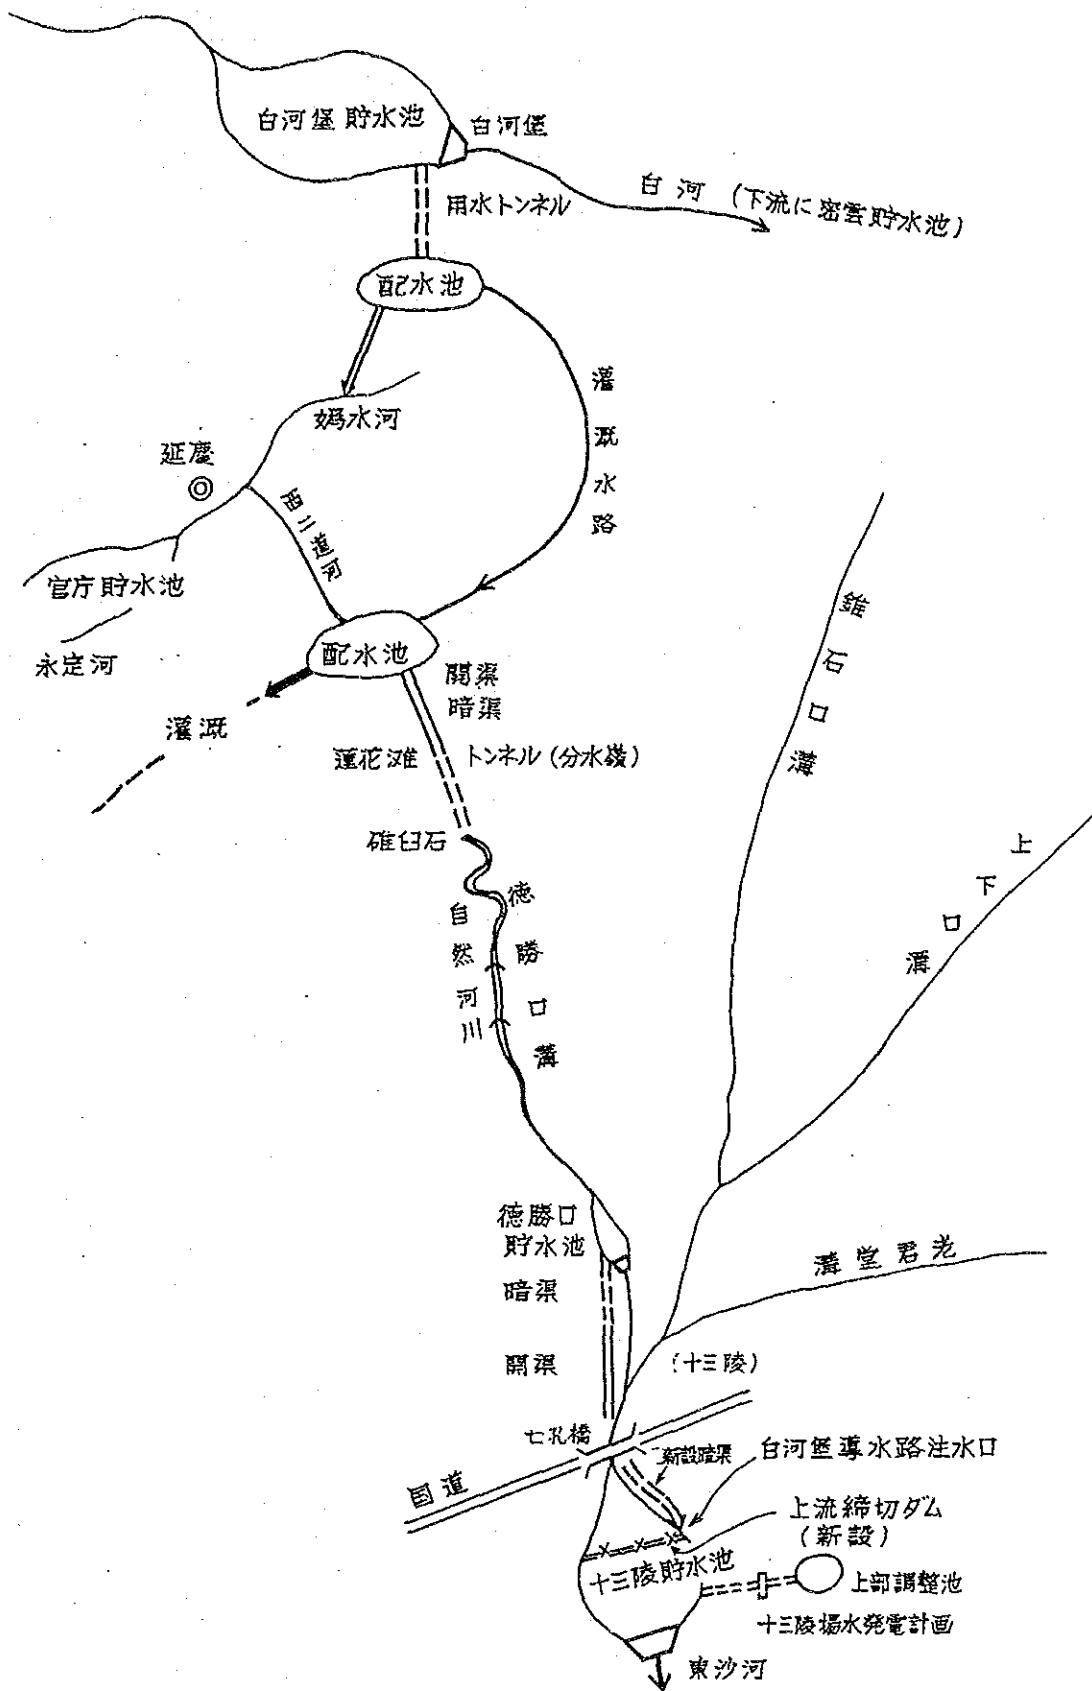 白河堡貯水池
白河堡
白河 (下流に密雲貯水池)
用水トンネル
配水池
灌漑水路
媯水河
延慶
西二道河
官庁貯水池
永定河
配水池
開渠
暗渠
灌漑
蓮花滩
トンネル(分水嶺)
碓臼石
徳勝口溝
自然河川
錐石口溝
上下口溝
徳勝口
貯水池
暗渠
開渠
老君堂溝
(十三陵)
七孔橋
国道
新設暗渠
白河堡導水路注水口
上流締切ダム
(新設)
十三陵貯水池
上部調整池
十三陵揚水発電計画
東沙河